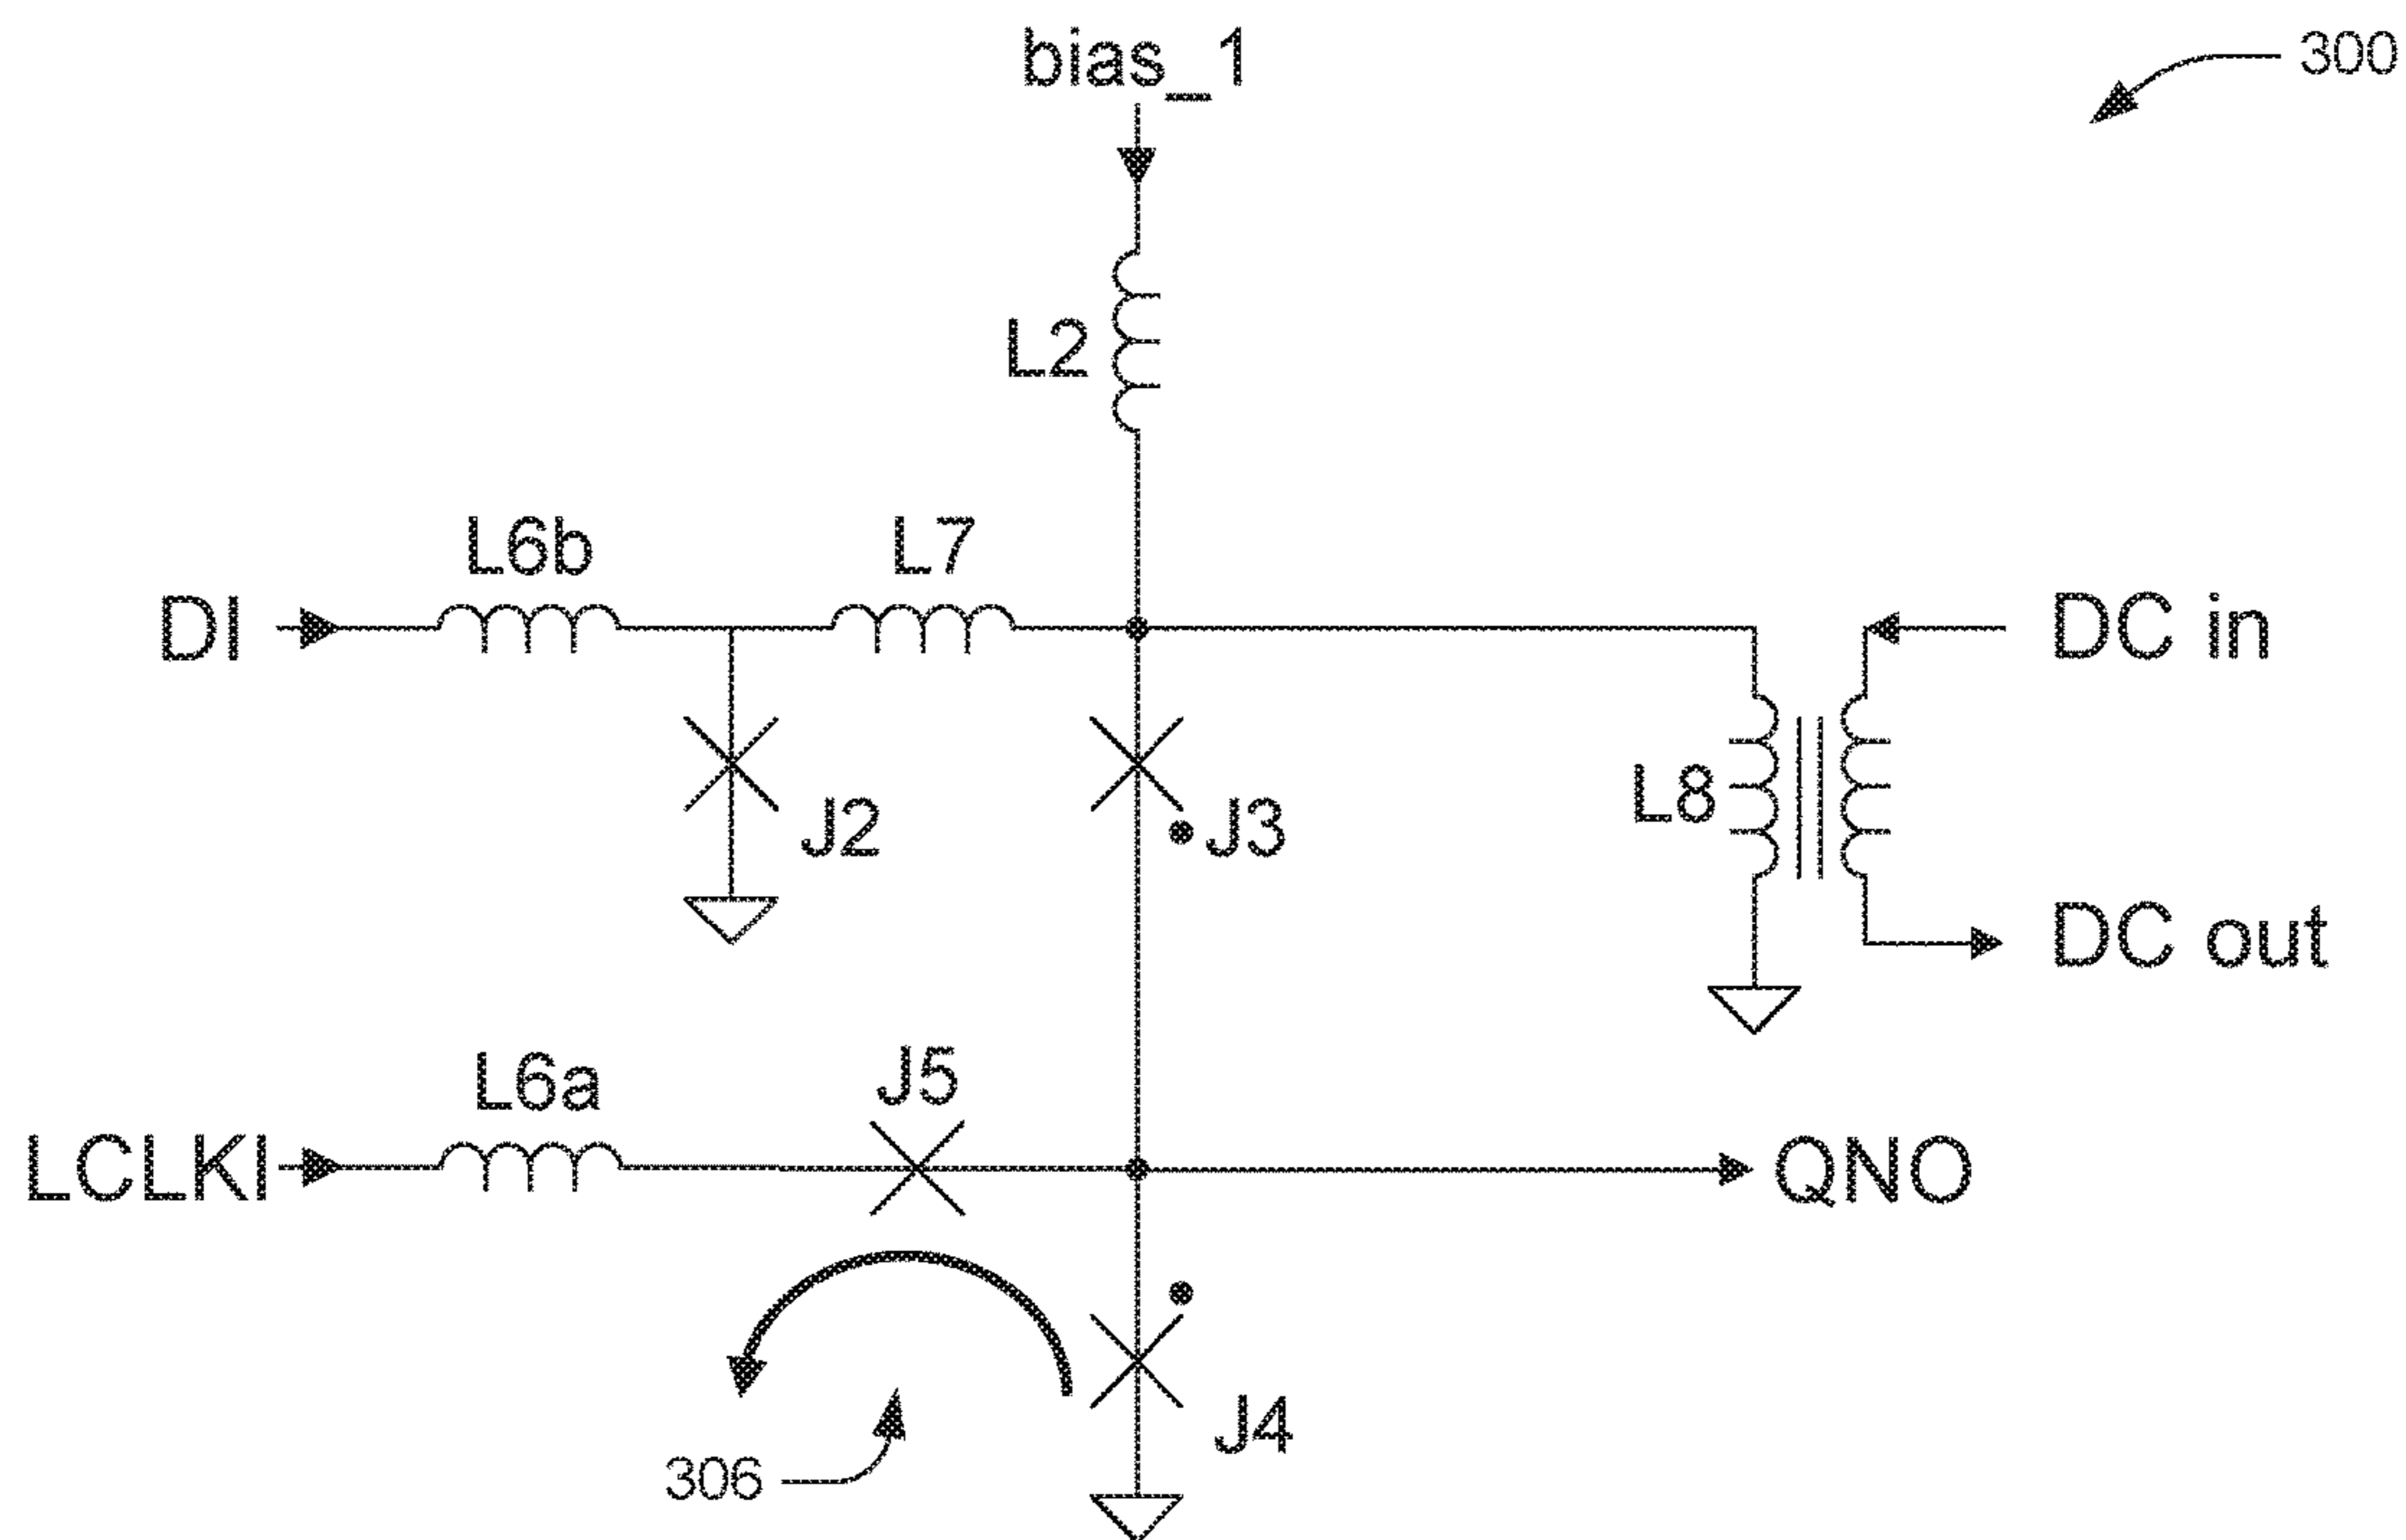 bias_1
300
L2
L6b
L7
DI
DC in
J2
J3
L8
DC out
L6a
J5
LCLKI
QNO
306
J4